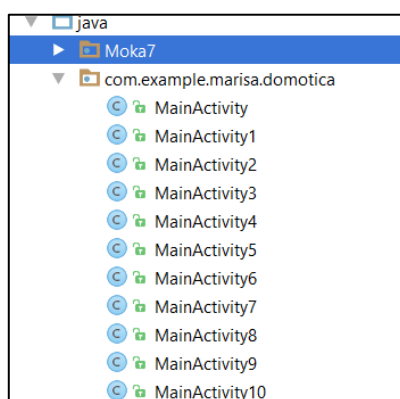 java
Moka7
com.example.marisa.domotica
MainActivity
MainActivity1
MainActivity2
MainActivity3
MainActivity4
MainActivity5
MainActivity6
MainActivity7
MainActivity8
MainActivity9
MainActivity10